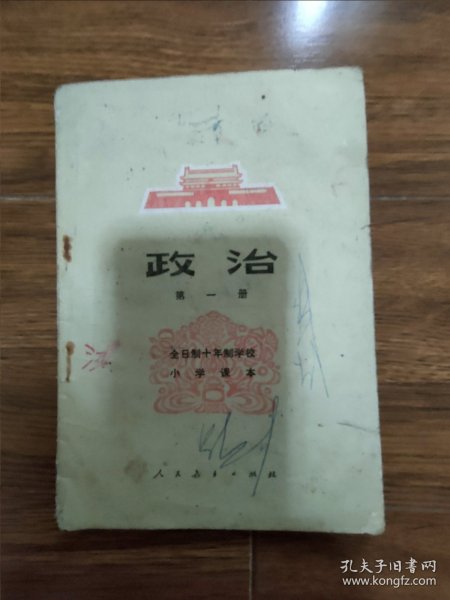 政治
第一册
全日制十年制学校
小学课本
人民教育出版社
孔夫子旧书网
www.kongfz.com